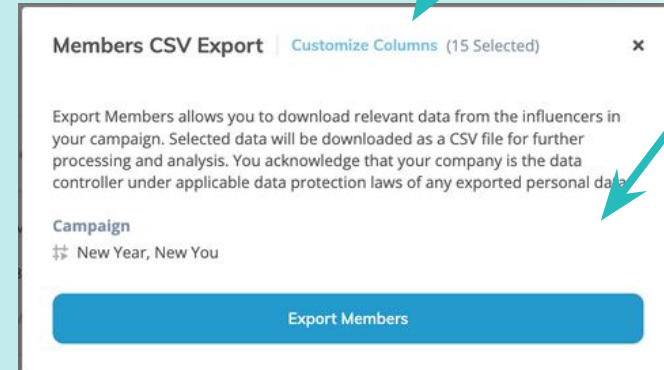 Members CSV Export Customize Columns (15 Selected)
Export Members allows you to download relevant data from the influencers in
your campaign. Selected data will be downloaded as a CSV file for further
processing and analysis. You acknowledge that your company is the data
controller under applicable data protection laws of any exported personal data
Campaign
New Year, New You
Export Members